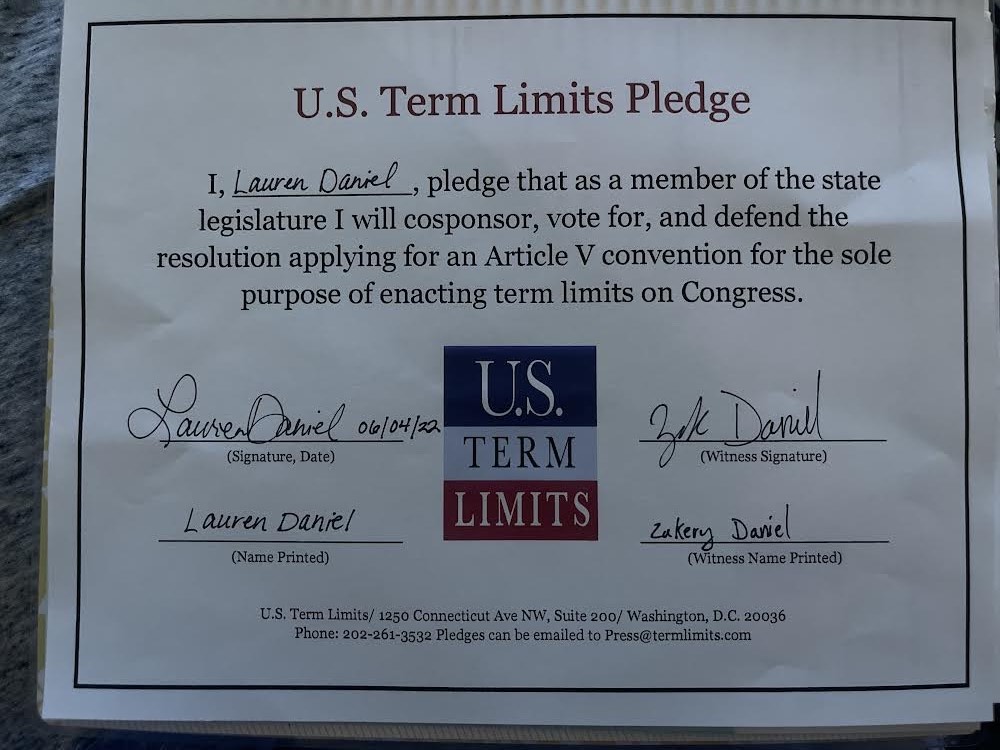 U.S. Term Limits Pledge
I, Lauren Daniel, pledge that as a member of the state
legislature I will cosponsor, vote for, and defend the
resolution applying for an Article V convention for the sole
purpose of enacting term limits on Congress.
Lauren Daniel 06/04/22
(Signature, Date)
U.S.
TERM
LIMITS
Zak Daniel
(Witness Signature)
Lauren Daniel
(Name Printed)
Zakery Daniel
(Witness Name Printed)
U.S. Term Limits/ 1250 Connecticut Ave NW, Suite 200/ Washington, D.C. 20036
Phone: 202-261-3532 Pledges can be emailed to Press@termlimits.com